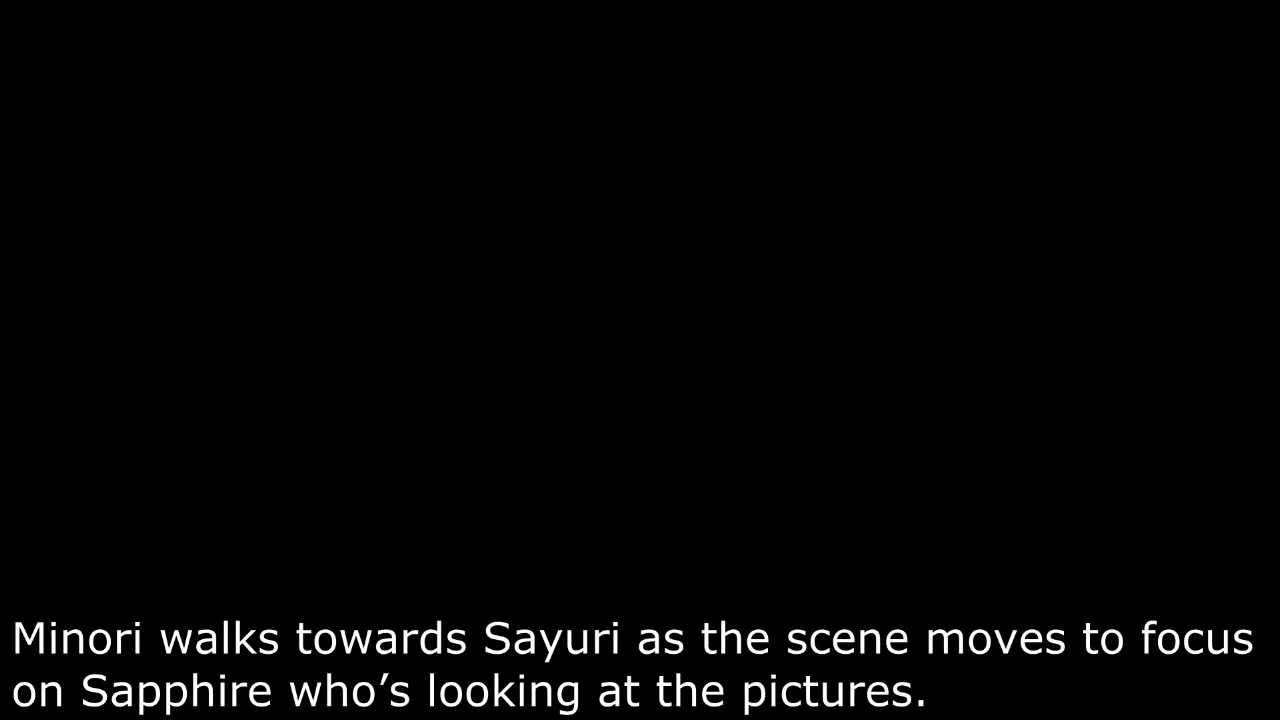 Minori walks towards Sayuri as the scene moves to focus
on Sapphire who’s looking at the pictures.